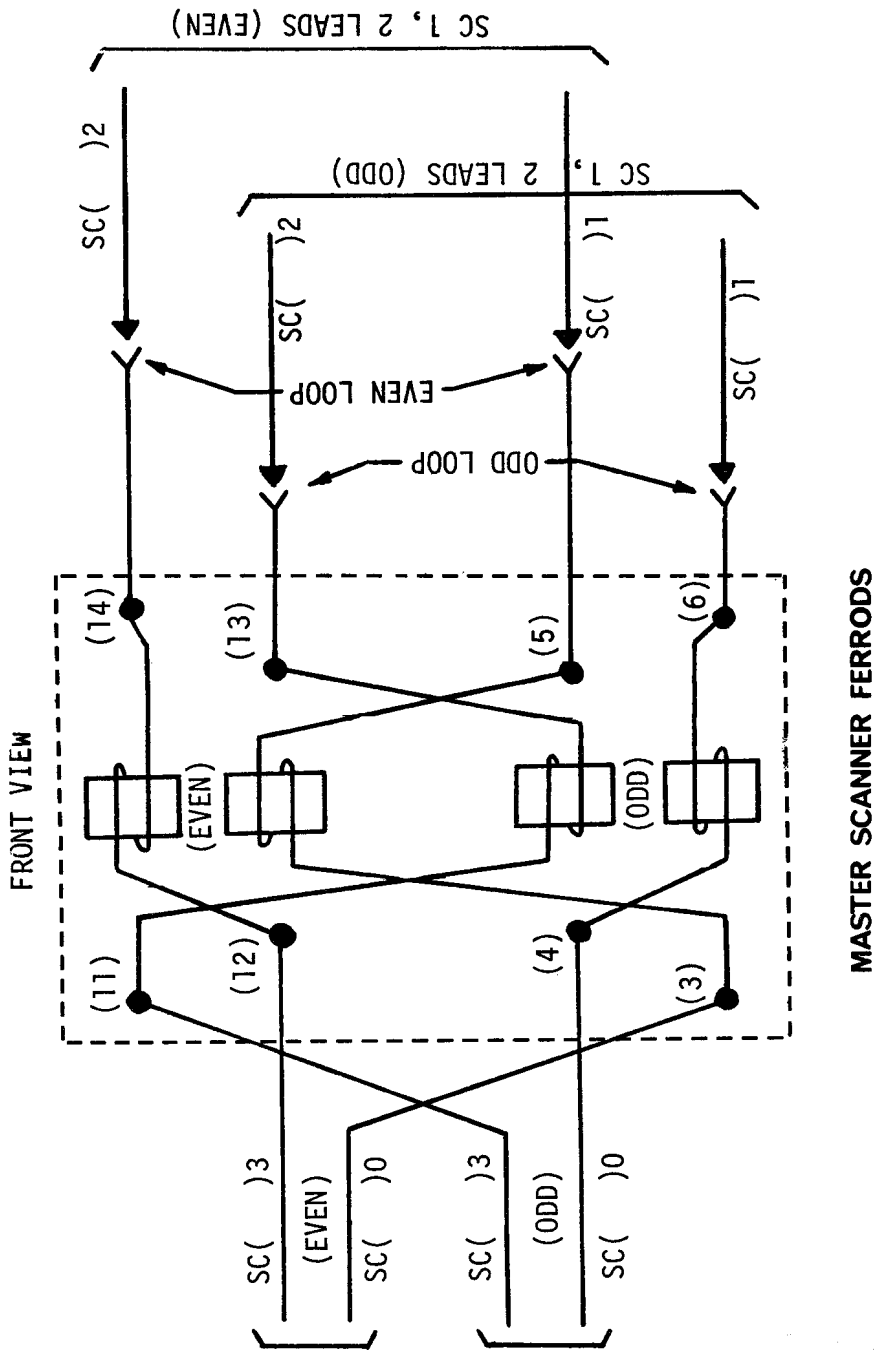 SC 1, 2 LEADS (EVEN)
SC( )2
SC 1, 2 LEADS (ODD)
SC( )2
SC( )1
SC( )1
EVEN LOOP
ODD LOOP
FRONT VIEW
(14)
(13)
(5)
(6)
(EVEN)
(ODD)
(11)
(12)
(4)
(3)
SC( )3
(EVEN)
SC( )0
SC( )3
(ODD)
SC( )0
MASTER SCANNER FERRODS